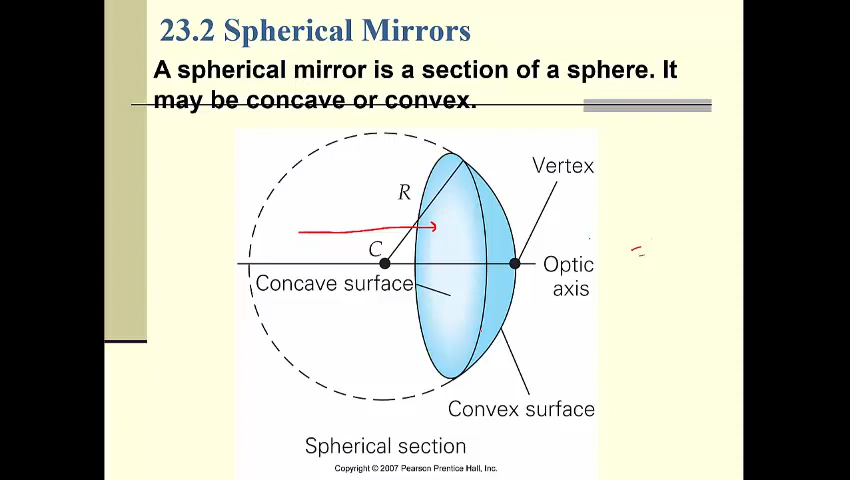 23.2 Spherical Mirrors
A spherical mirror is a section of a sphere. It
may be concave or convex.
Vertex
R
C
Optic
axis
Concave surface
Convex surface
Spherical section
Copyright © 2007 Pearson Prentice Hall, Inc.